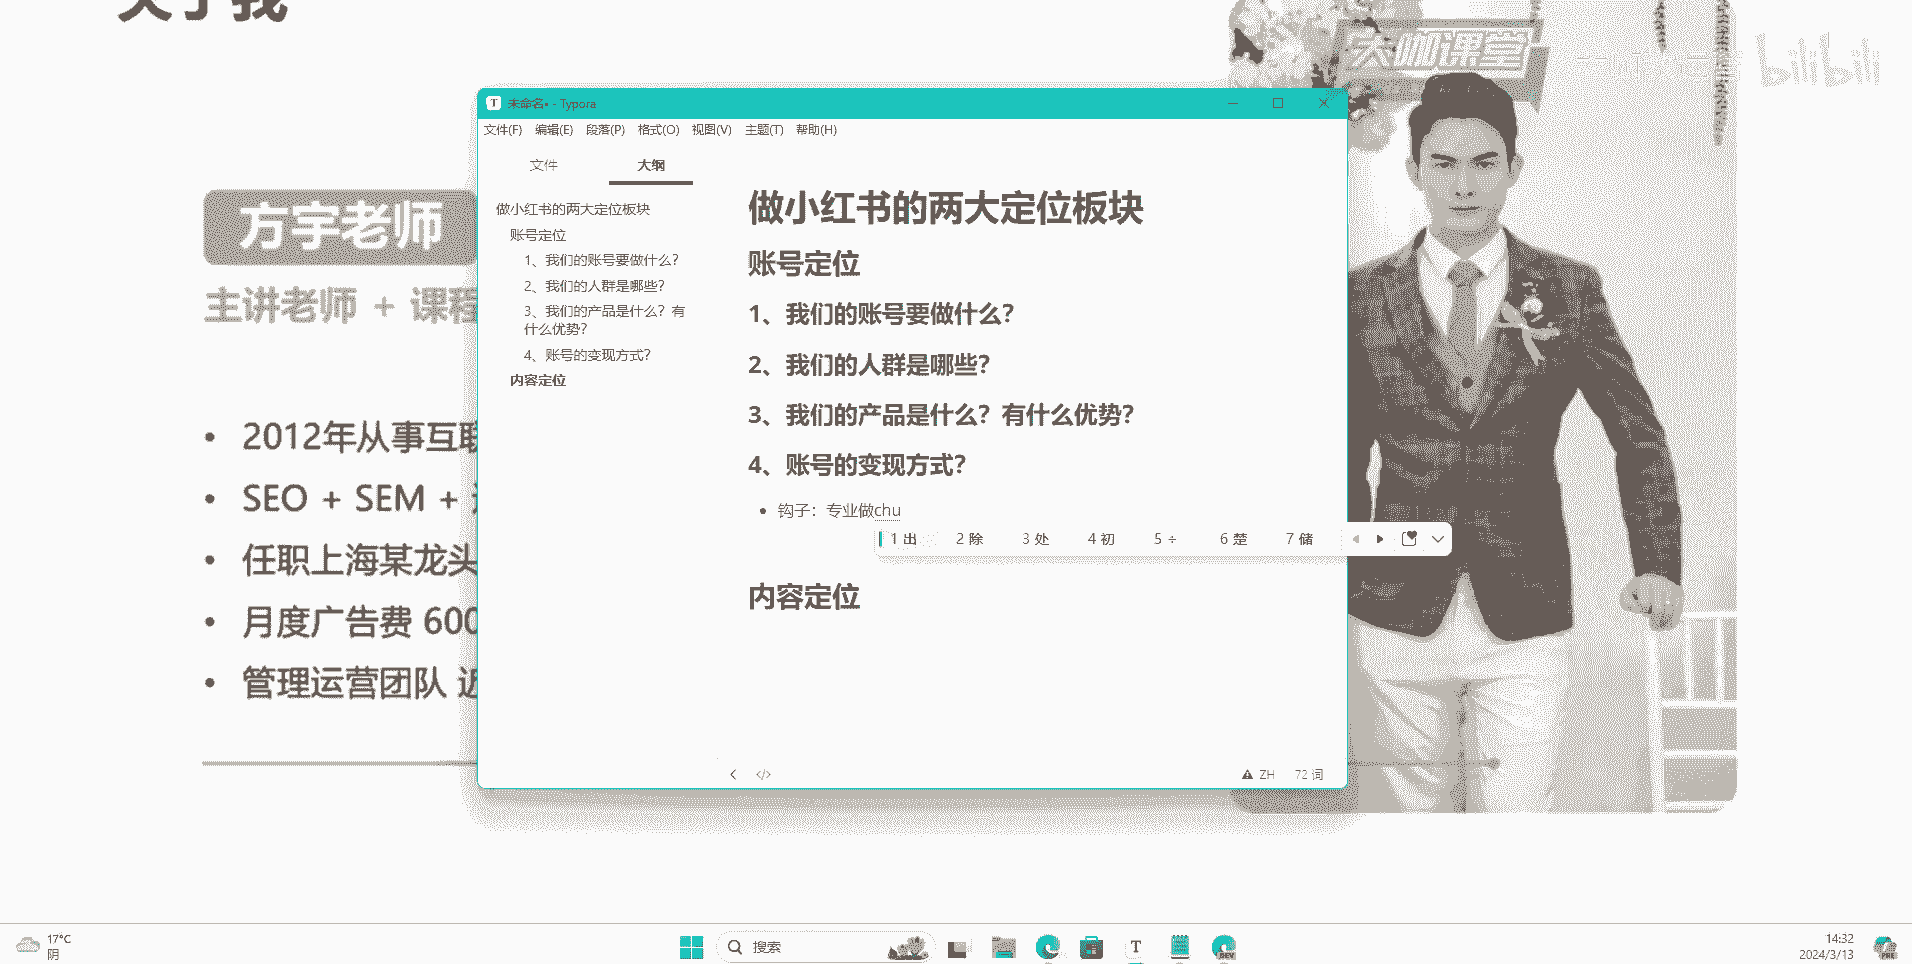 关于我
大咖课堂
bilibili
方宇老师
主讲老师 + 课程
2012年从事互联
SEO + SEM +
任职上海某龙头
月度广告费 600
管理运营团队 近
未命名• - Typora
文件(F) 编辑(E) 段落(P) 格式(O) 视图(V) 主题(T) 帮助(H)
文件 大纲
做小红书的两大定位板块
账号定位
1、我们的账号要做什么？
2、我们的人群是哪些？
3、我们的产品是什么？有
什么优势？
4、账号的变现方式？
内容定位
做小红书的两大定位板块
账号定位
1、我们的账号要做什么？
2、我们的人群是哪些？
3、我们的产品是什么？有什么优势？
4、账号的变现方式？
钩子：专业做chu
1 出 2 除 3 处 4 初 5 ÷ 6 楚 7 储
内容定位
ZH 72 词
17°C
阴
搜索
T
DEV
14:32
2024/3/13
PRE